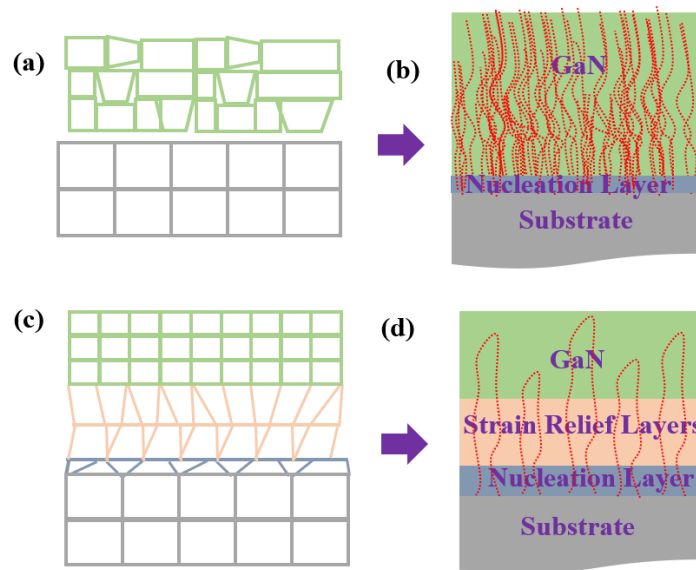 (a)
(b)
GaN
Nucleation Layer
Substrate
(c)
(d)
GaN
Strain Relief Layers
Nucleation Layer
Substrate